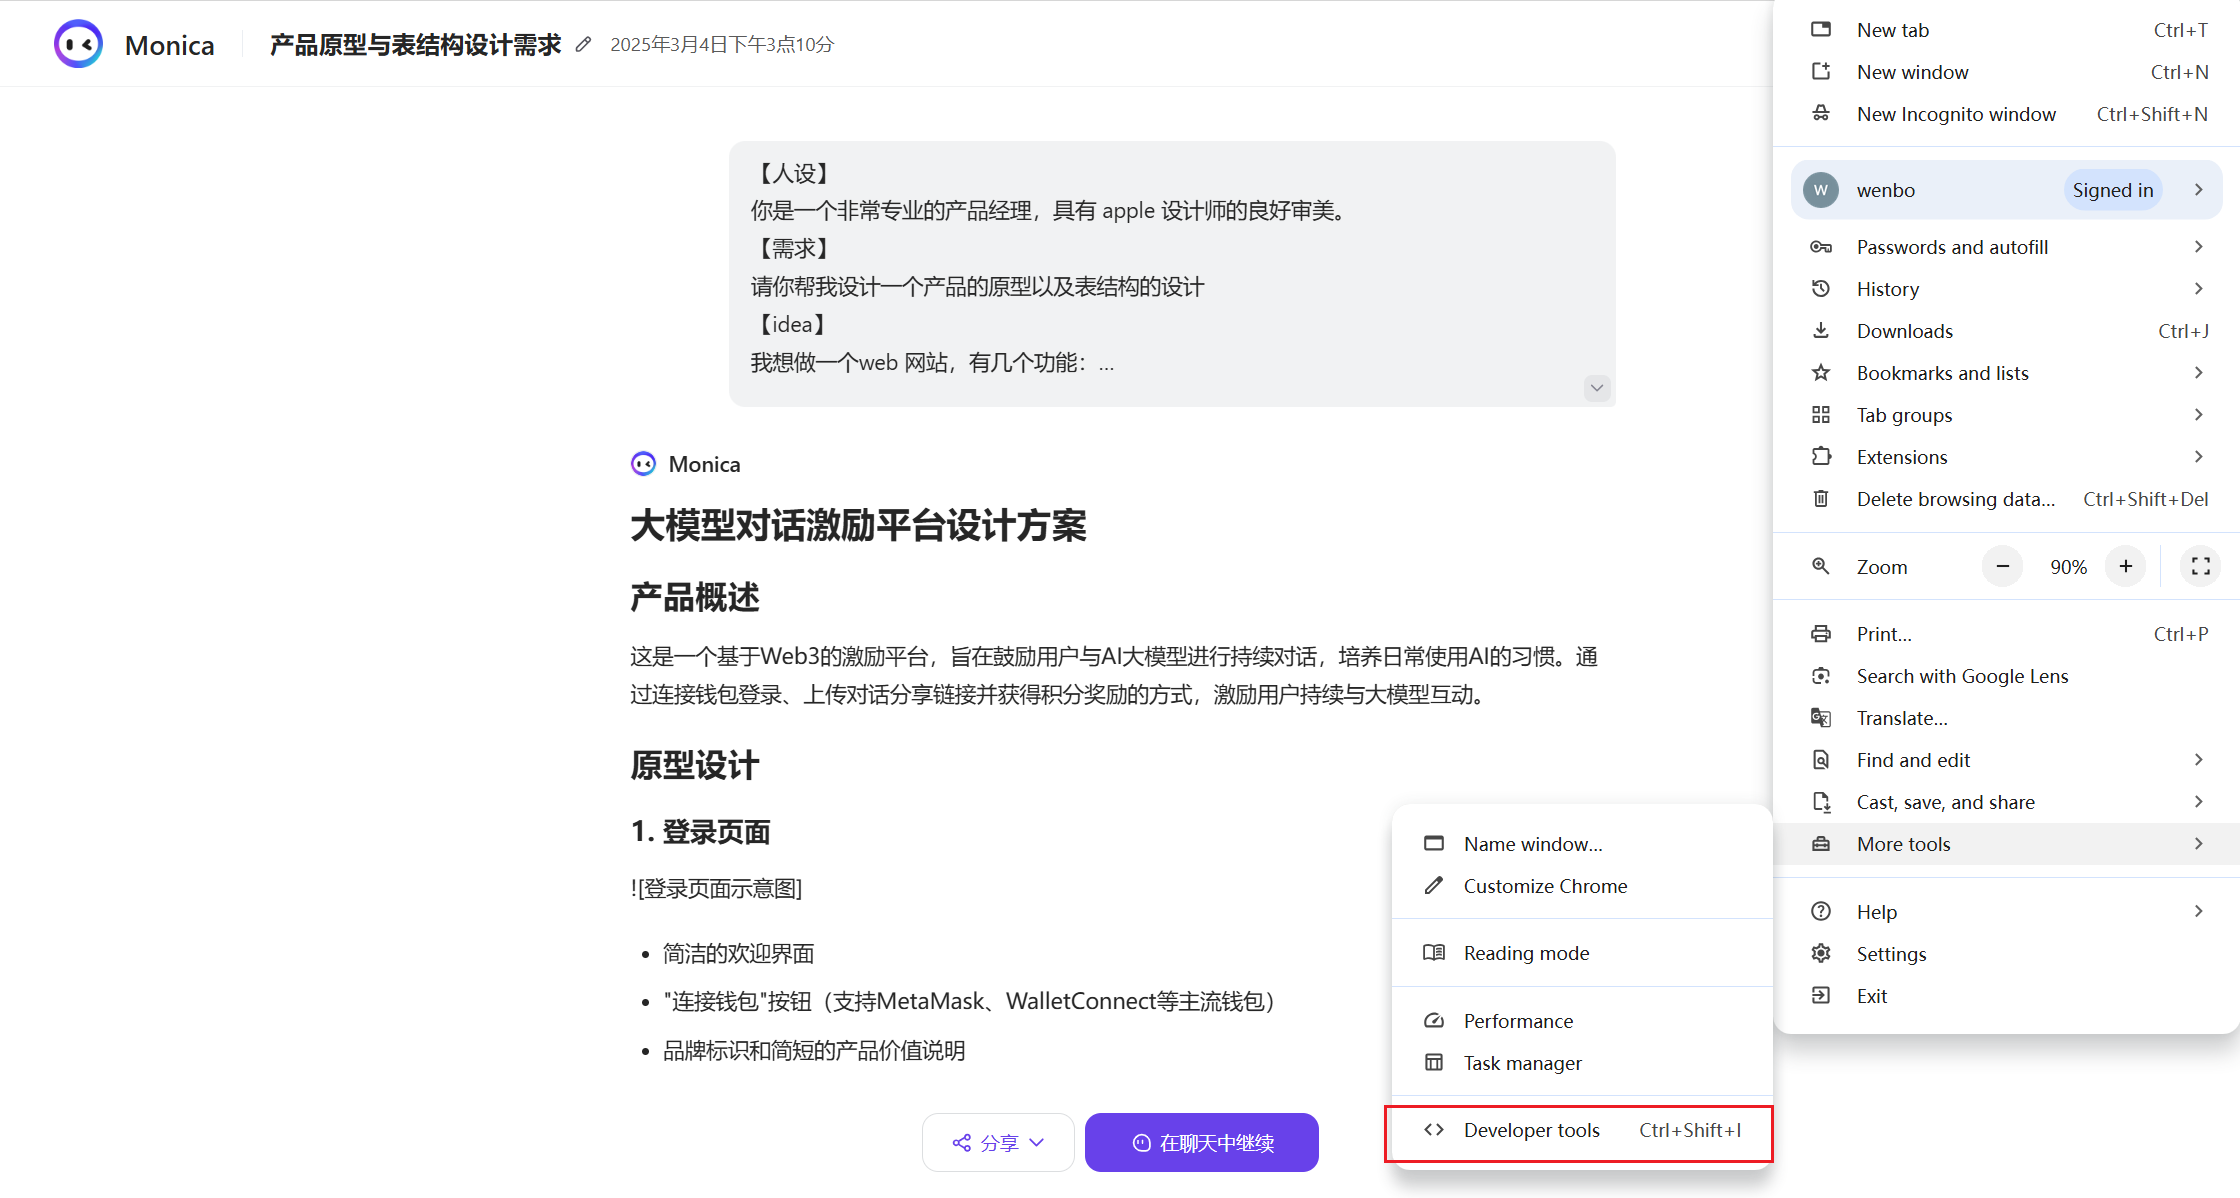 Monica
产品原型与表结构设计需求
2025年3月4日下午3点10分
【人设】
你是一个非常专业的产品经理，具有 apple 设计师的良好审美。
【需求】
请你帮我设计一个产品的原型以及表结构的设计
【idea】
我想做一个web 网站，有几个功能：...
Monica
大模型对话激励平台设计方案
产品概述
这是一个基于Web3的激励平台，旨在鼓励用户与AI大模型进行持续对话，培养日常使用AI的习惯。通
过连接钱包登录、上传对话分享链接并获得积分奖励的方式，激励用户持续与大模型互动。
原型设计
1. 登录页面
![登录页面示意图]
• 简洁的欢迎界面
• "连接钱包"按钮（支持MetaMask、WalletConnect等主流钱包）
• 品牌标识和简短的产品价值说明
分享
在聊天中继续
New tab Ctrl+T
New window Ctrl+N
New Incognito window Ctrl+Shift+N
W wenbo Signed in
Passwords and autofill
History
Downloads Ctrl+J
Bookmarks and lists
Tab groups
Extensions
Delete browsing data... Ctrl+Shift+Del
Zoom − 90% +
Print... Ctrl+P
Search with Google Lens
Translate...
Find and edit
Cast, save, and share
More tools
Help
Settings
Exit
Name window...
Customize Chrome
Reading mode
Performance
Task manager
Developer tools Ctrl+Shift+I